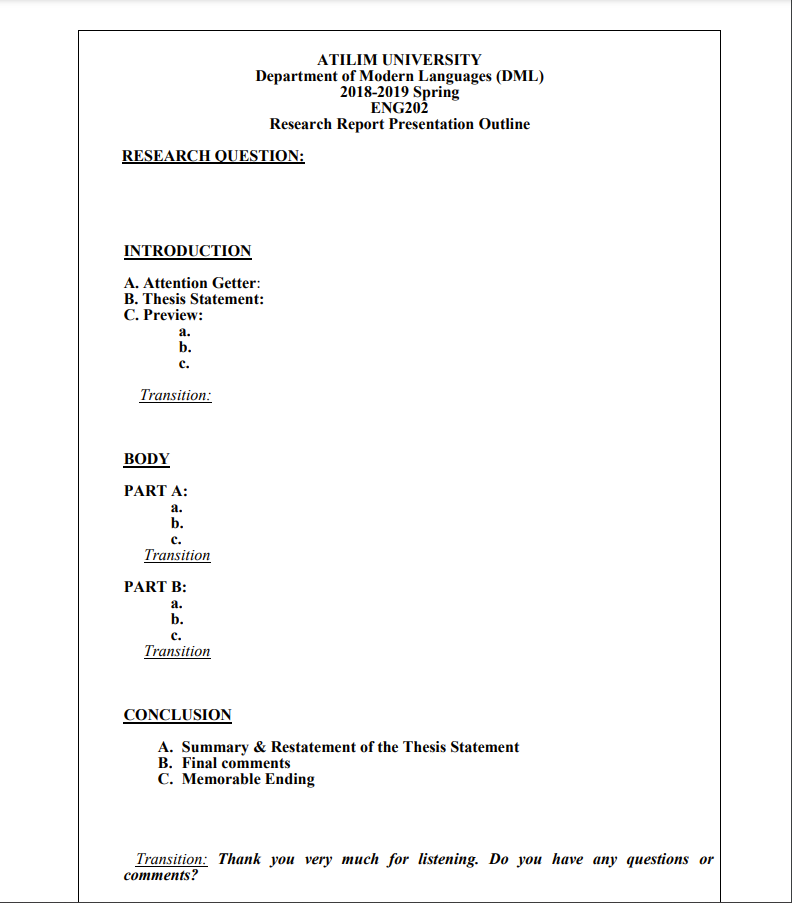 ATILIM UNIVERSITY
Department of Modern Languages (DML)
2018-2019 Spring
ENG202
Research Report Presentation Outline
RESEARCH QUESTION:
INTRODUCTION
A. Attention Getter:
B. Thesis Statement:
C. Preview:
a.
b.
c.
Transition:
BODY
PART A:
a.
b.
c.
Transition
PART B:
a.
b.
c.
Transition
CONCLUSION
A. Summary & Restatement of the Thesis Statement
B. Final comments
C. Memorable Ending
Transition: Thank you very much for listening. Do you have any questions or
comments?